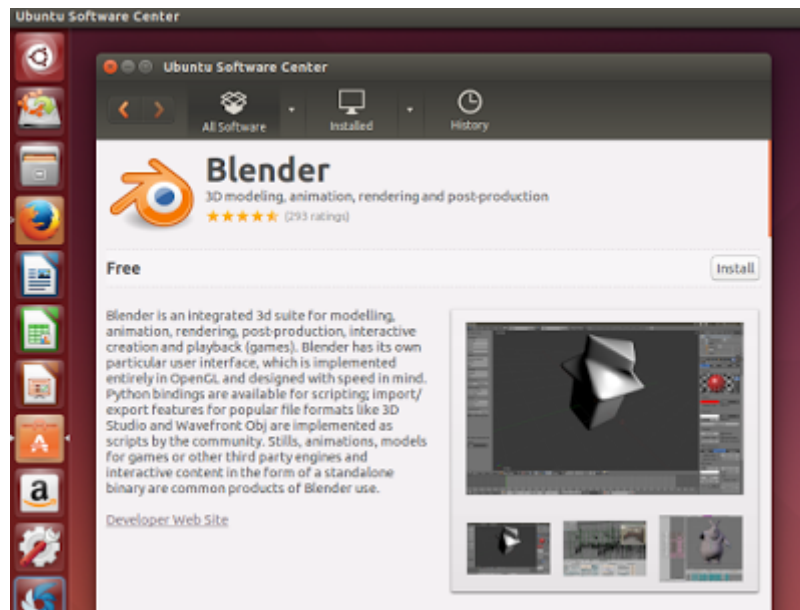 Ubuntu Software Center
Ubuntu Software Center
All Software
Installed
History
Blender
3D modeling, animation, rendering and post-production
(293 ratings)
Free
Install
Blender is an integrated 3d suite for modelling,
animation, rendering, post-production, interactive
creation and playback (games). Blender has its own
particular user interface, which is implemented
entirely in OpenGL and designed with speed in mind.
Python bindings are available for scripting; import/
export features for popular file formats like 3D
Studio and Wavefront Obj are implemented as
scripts by the community. Stills, animations, models
for games or other third party engines and
interactive content in the form of a standalone
binary are common products of Blender use.
Developer Web Site
a